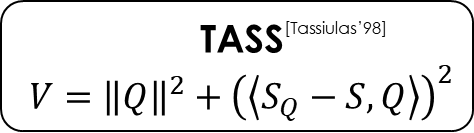 TASS[Tassiulas'98]
V = ‖Q‖² + (⟨S_Q − S, Q⟩)²